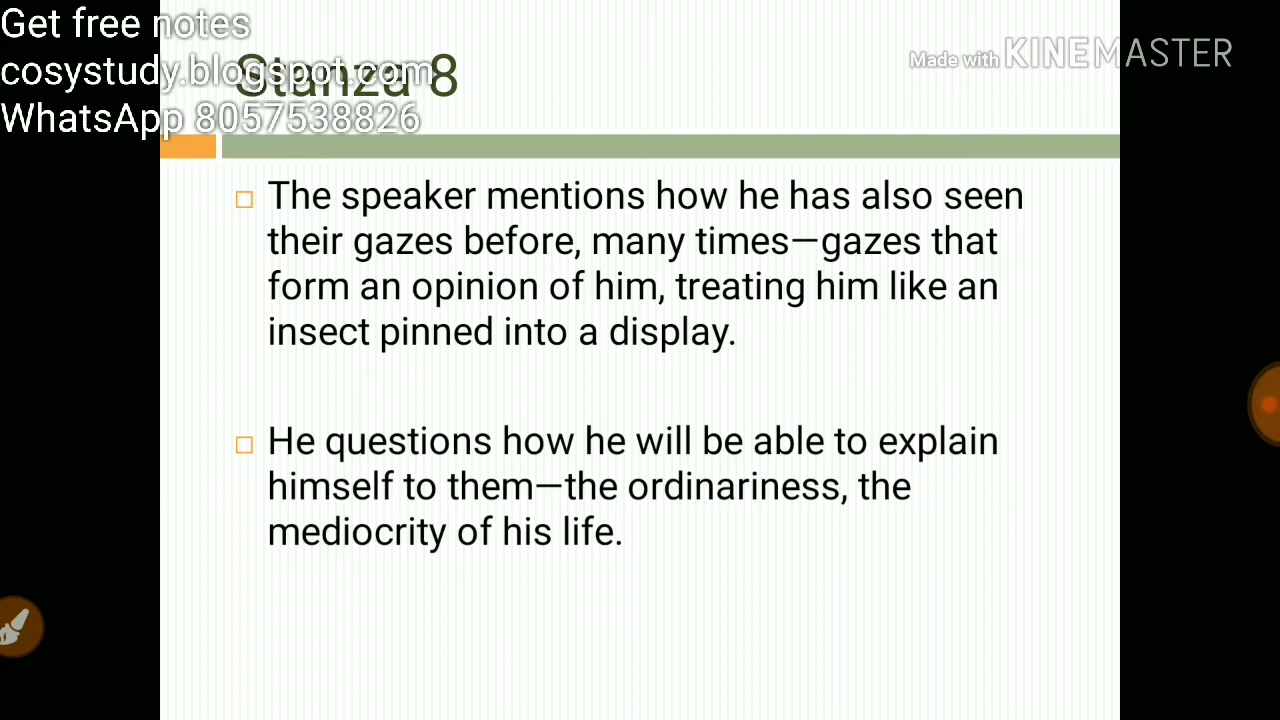 Get free notes
cosystudy.blogspot.com
WhatsApp 8057538826
Made with KINEMASTER
Stanza 8
The speaker mentions how he has also seen
their gazes before, many times—gazes that
form an opinion of him, treating him like an
insect pinned into a display.
He questions how he will be able to explain
himself to them—the ordinariness, the
mediocrity of his life.